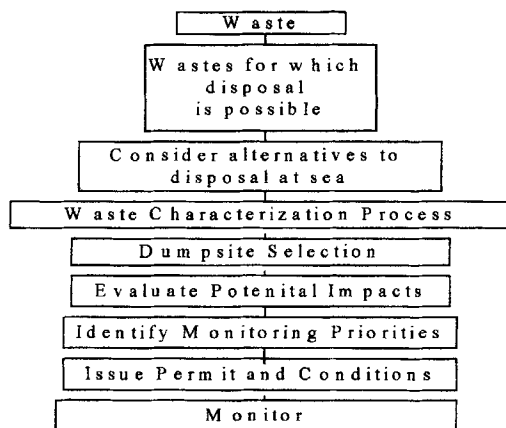 Waste
Wastes for which
disposal
is possible
Consider alternatives to
disposal at sea
Waste Characterization Process
Dumpsite Selection
Evaluate Potenital Impacts
Identify Monitoring Priorities
Issue Permit and Conditions
Monitor